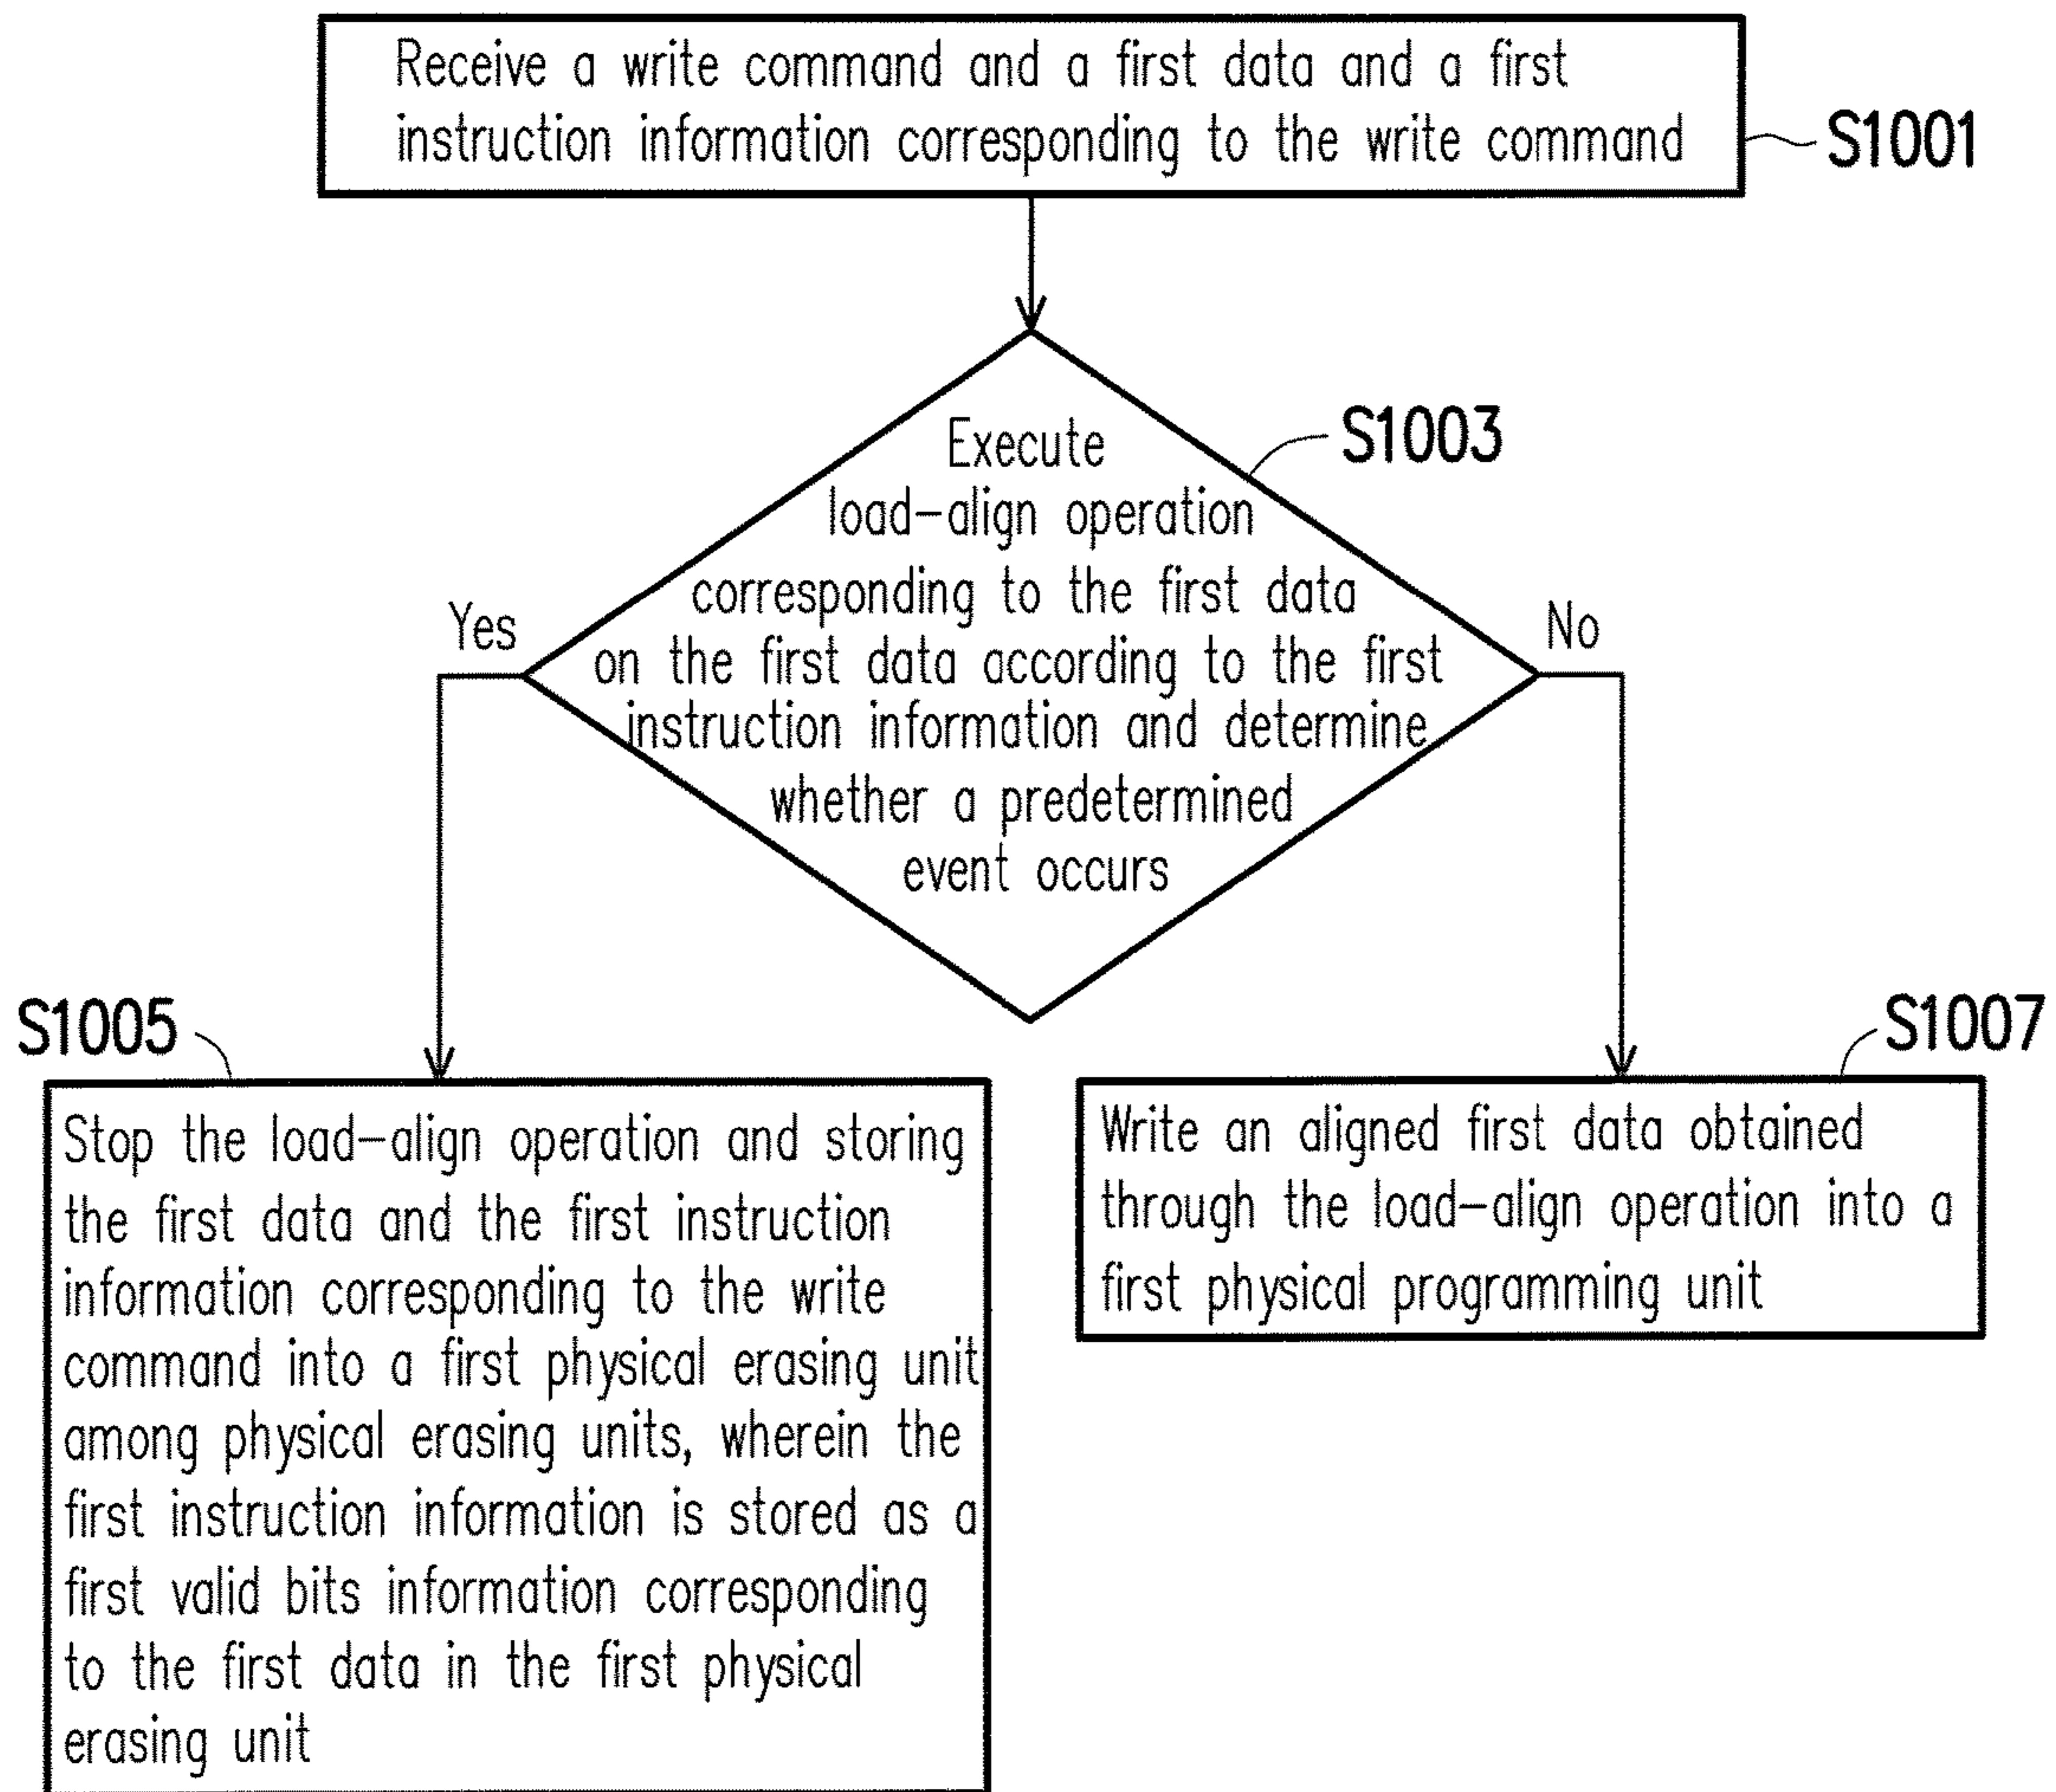 Receive a write command and a first data and a first
instruction information corresponding to the write command
S1001
Execute
load-align operation
corresponding to the first data
on the first data according to the first
instruction information and determine
whether a predetermined
event occurs
S1003
Yes
No
S1005
Stop the load-align operation and storing
the first data and the first instruction
information corresponding to the write
command into a first physical erasing unit
among physical erasing units, wherein the
first instruction information is stored as a
first valid bits information corresponding
to the first data in the first physical
erasing unit
S1007
Write an aligned first data obtained
through the load-align operation into a
first physical programming unit